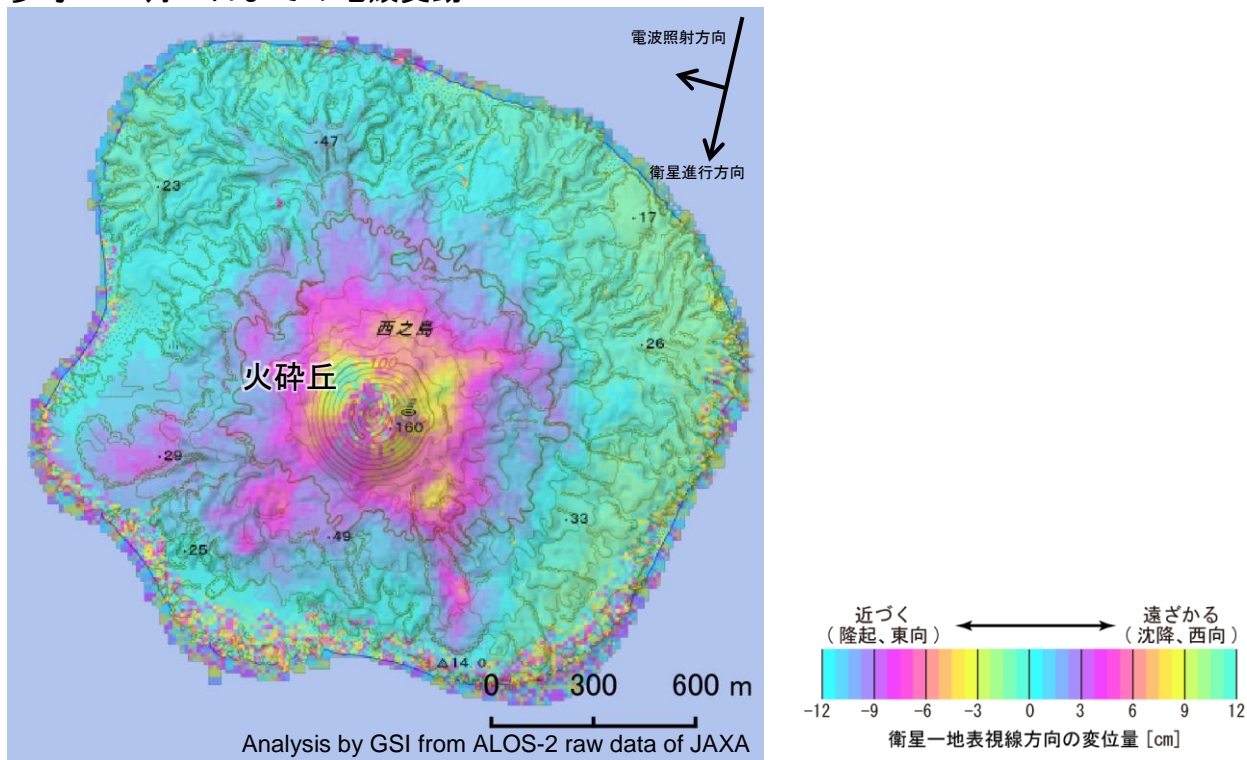 電波照射方向
衛星進行方向
47
23
17
西之島
26
100
火砕丘
160
29
33
49
25
14 0
0 300 600 m
Analysis by GSI from ALOS-2 raw data of JAXA
近づく
(隆起、東向)
遠ざかる
(沈降、西向)
-12 -9 -6 -3 0 3 6 9 12
衛星―地表視線方向の変位量 [cm]